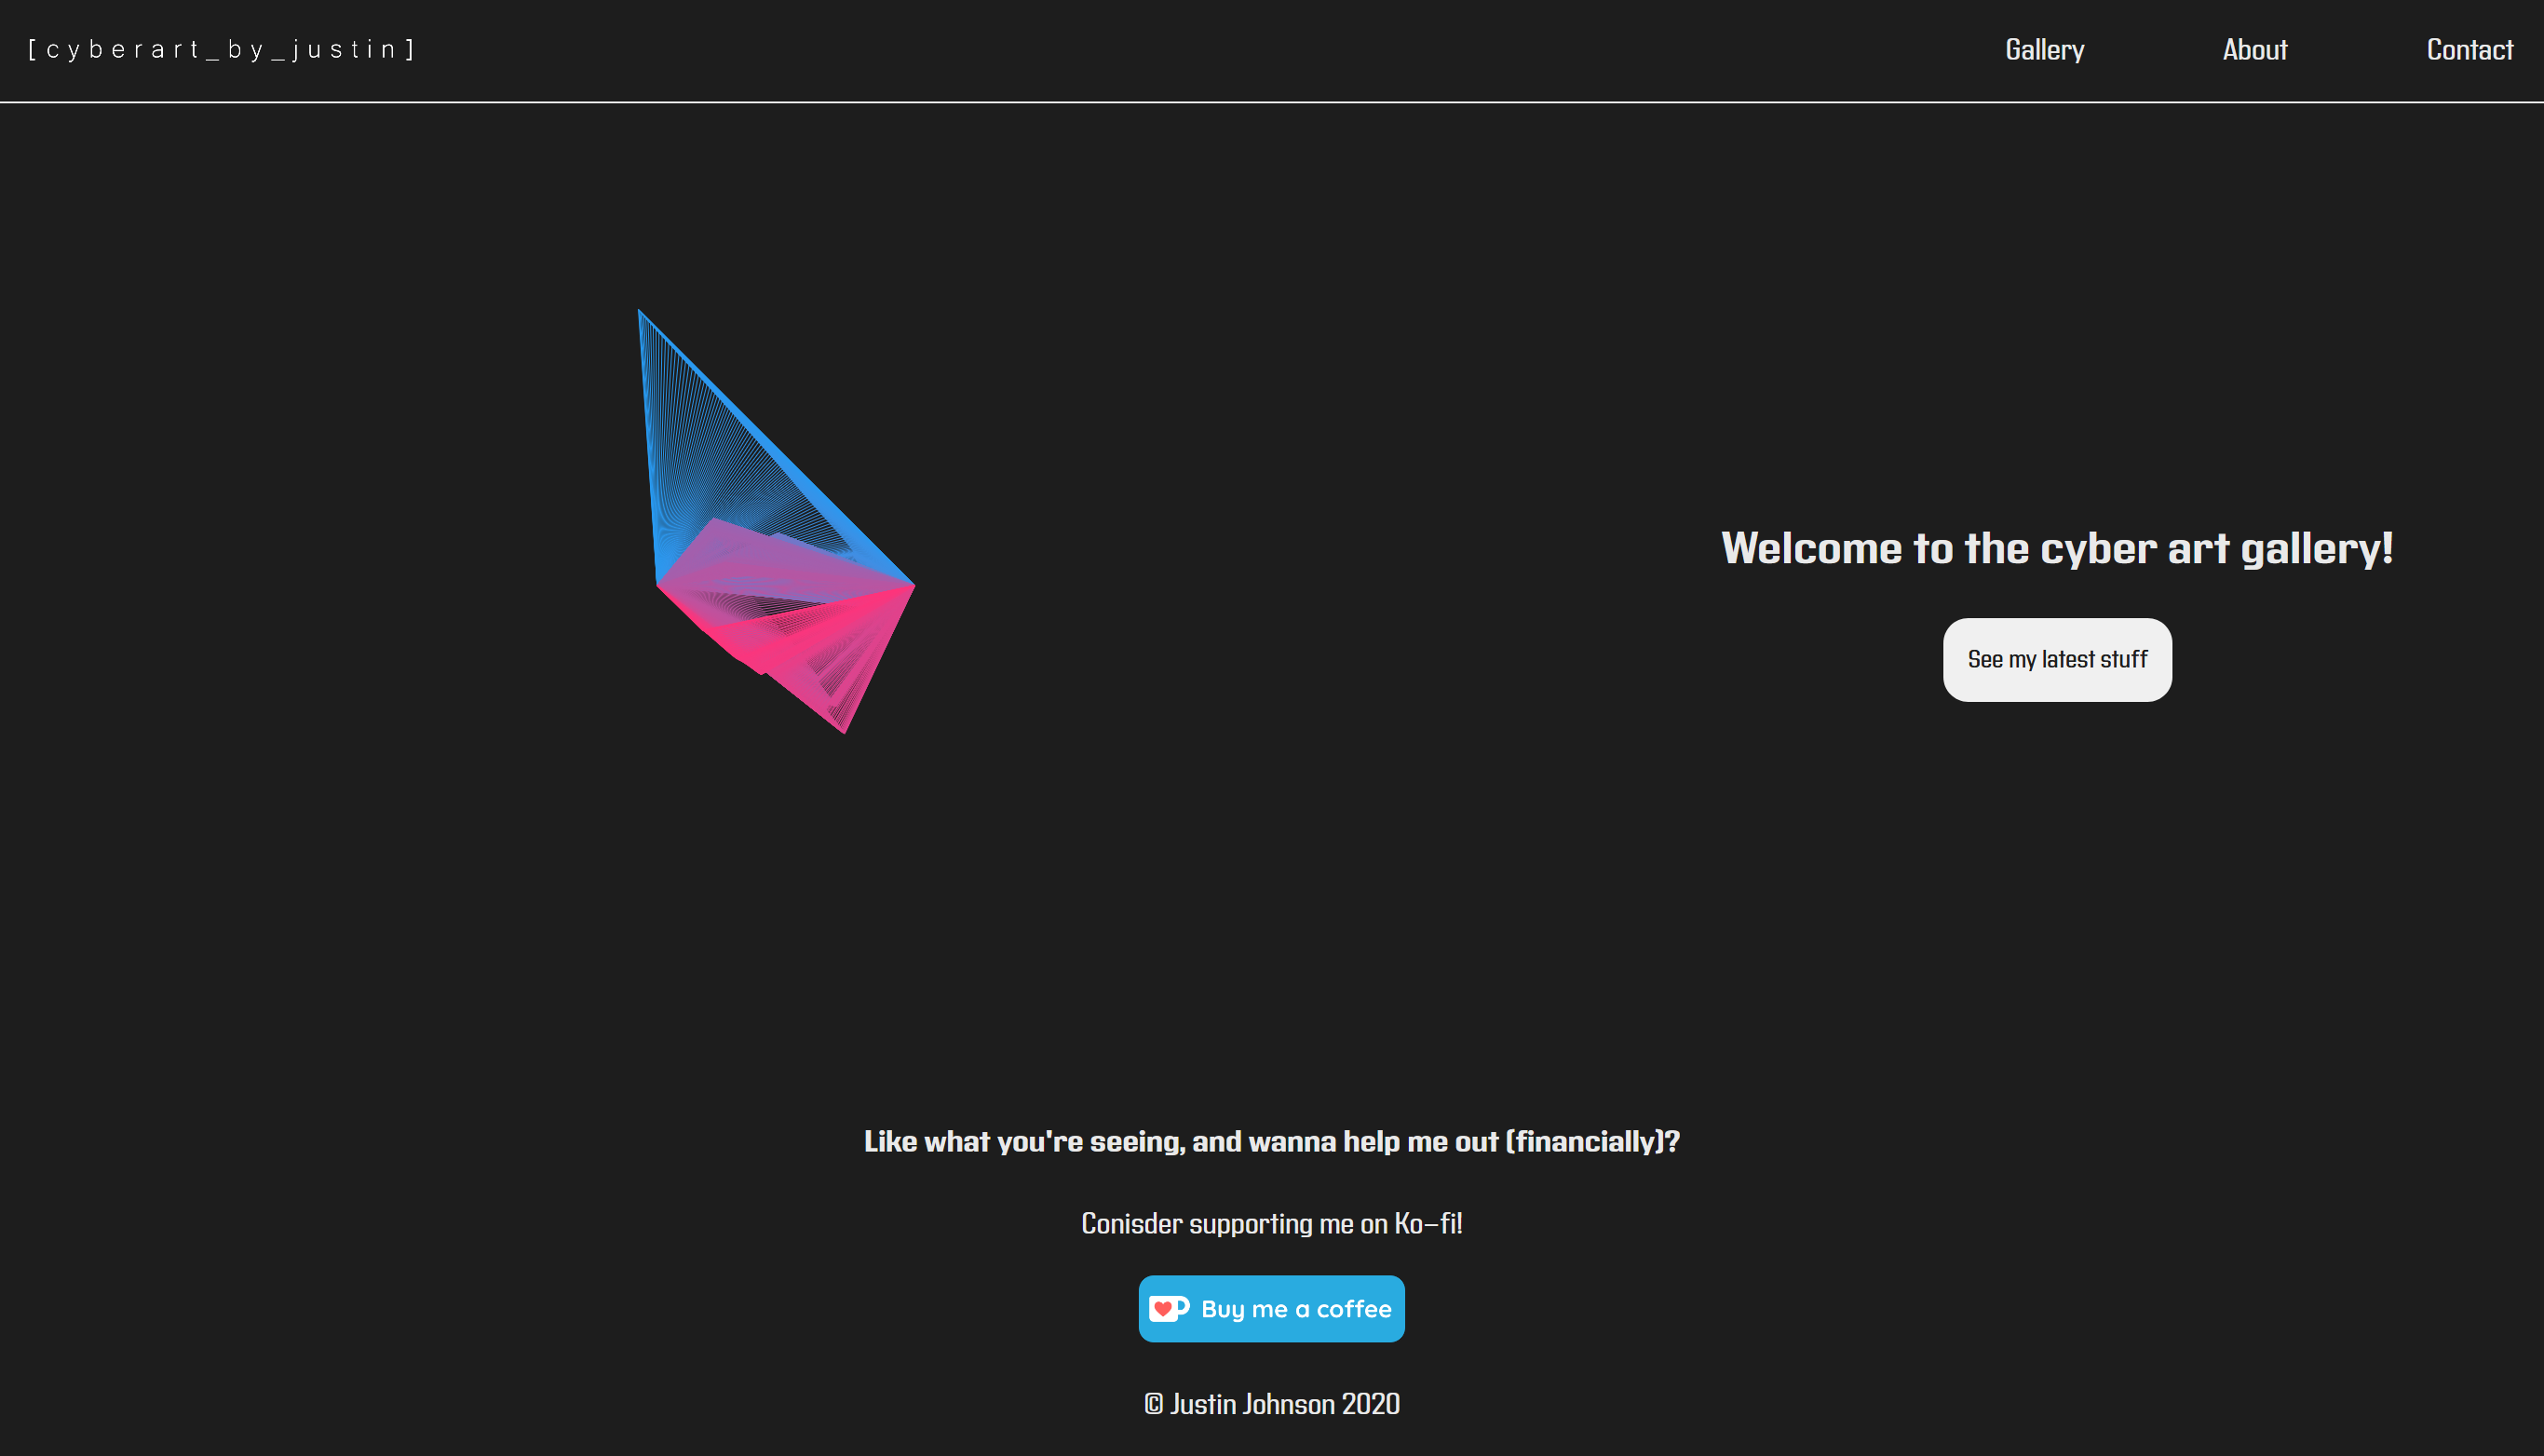 [cyberart_by_justin]
Gallery About Contact
Welcome to the cyber art gallery!
See my latest stuff
Like what you're seeing, and wanna help me out (financially)?
Conisder supporting me on Ko-fi!
Buy me a coffee
© Justin Johnson 2020